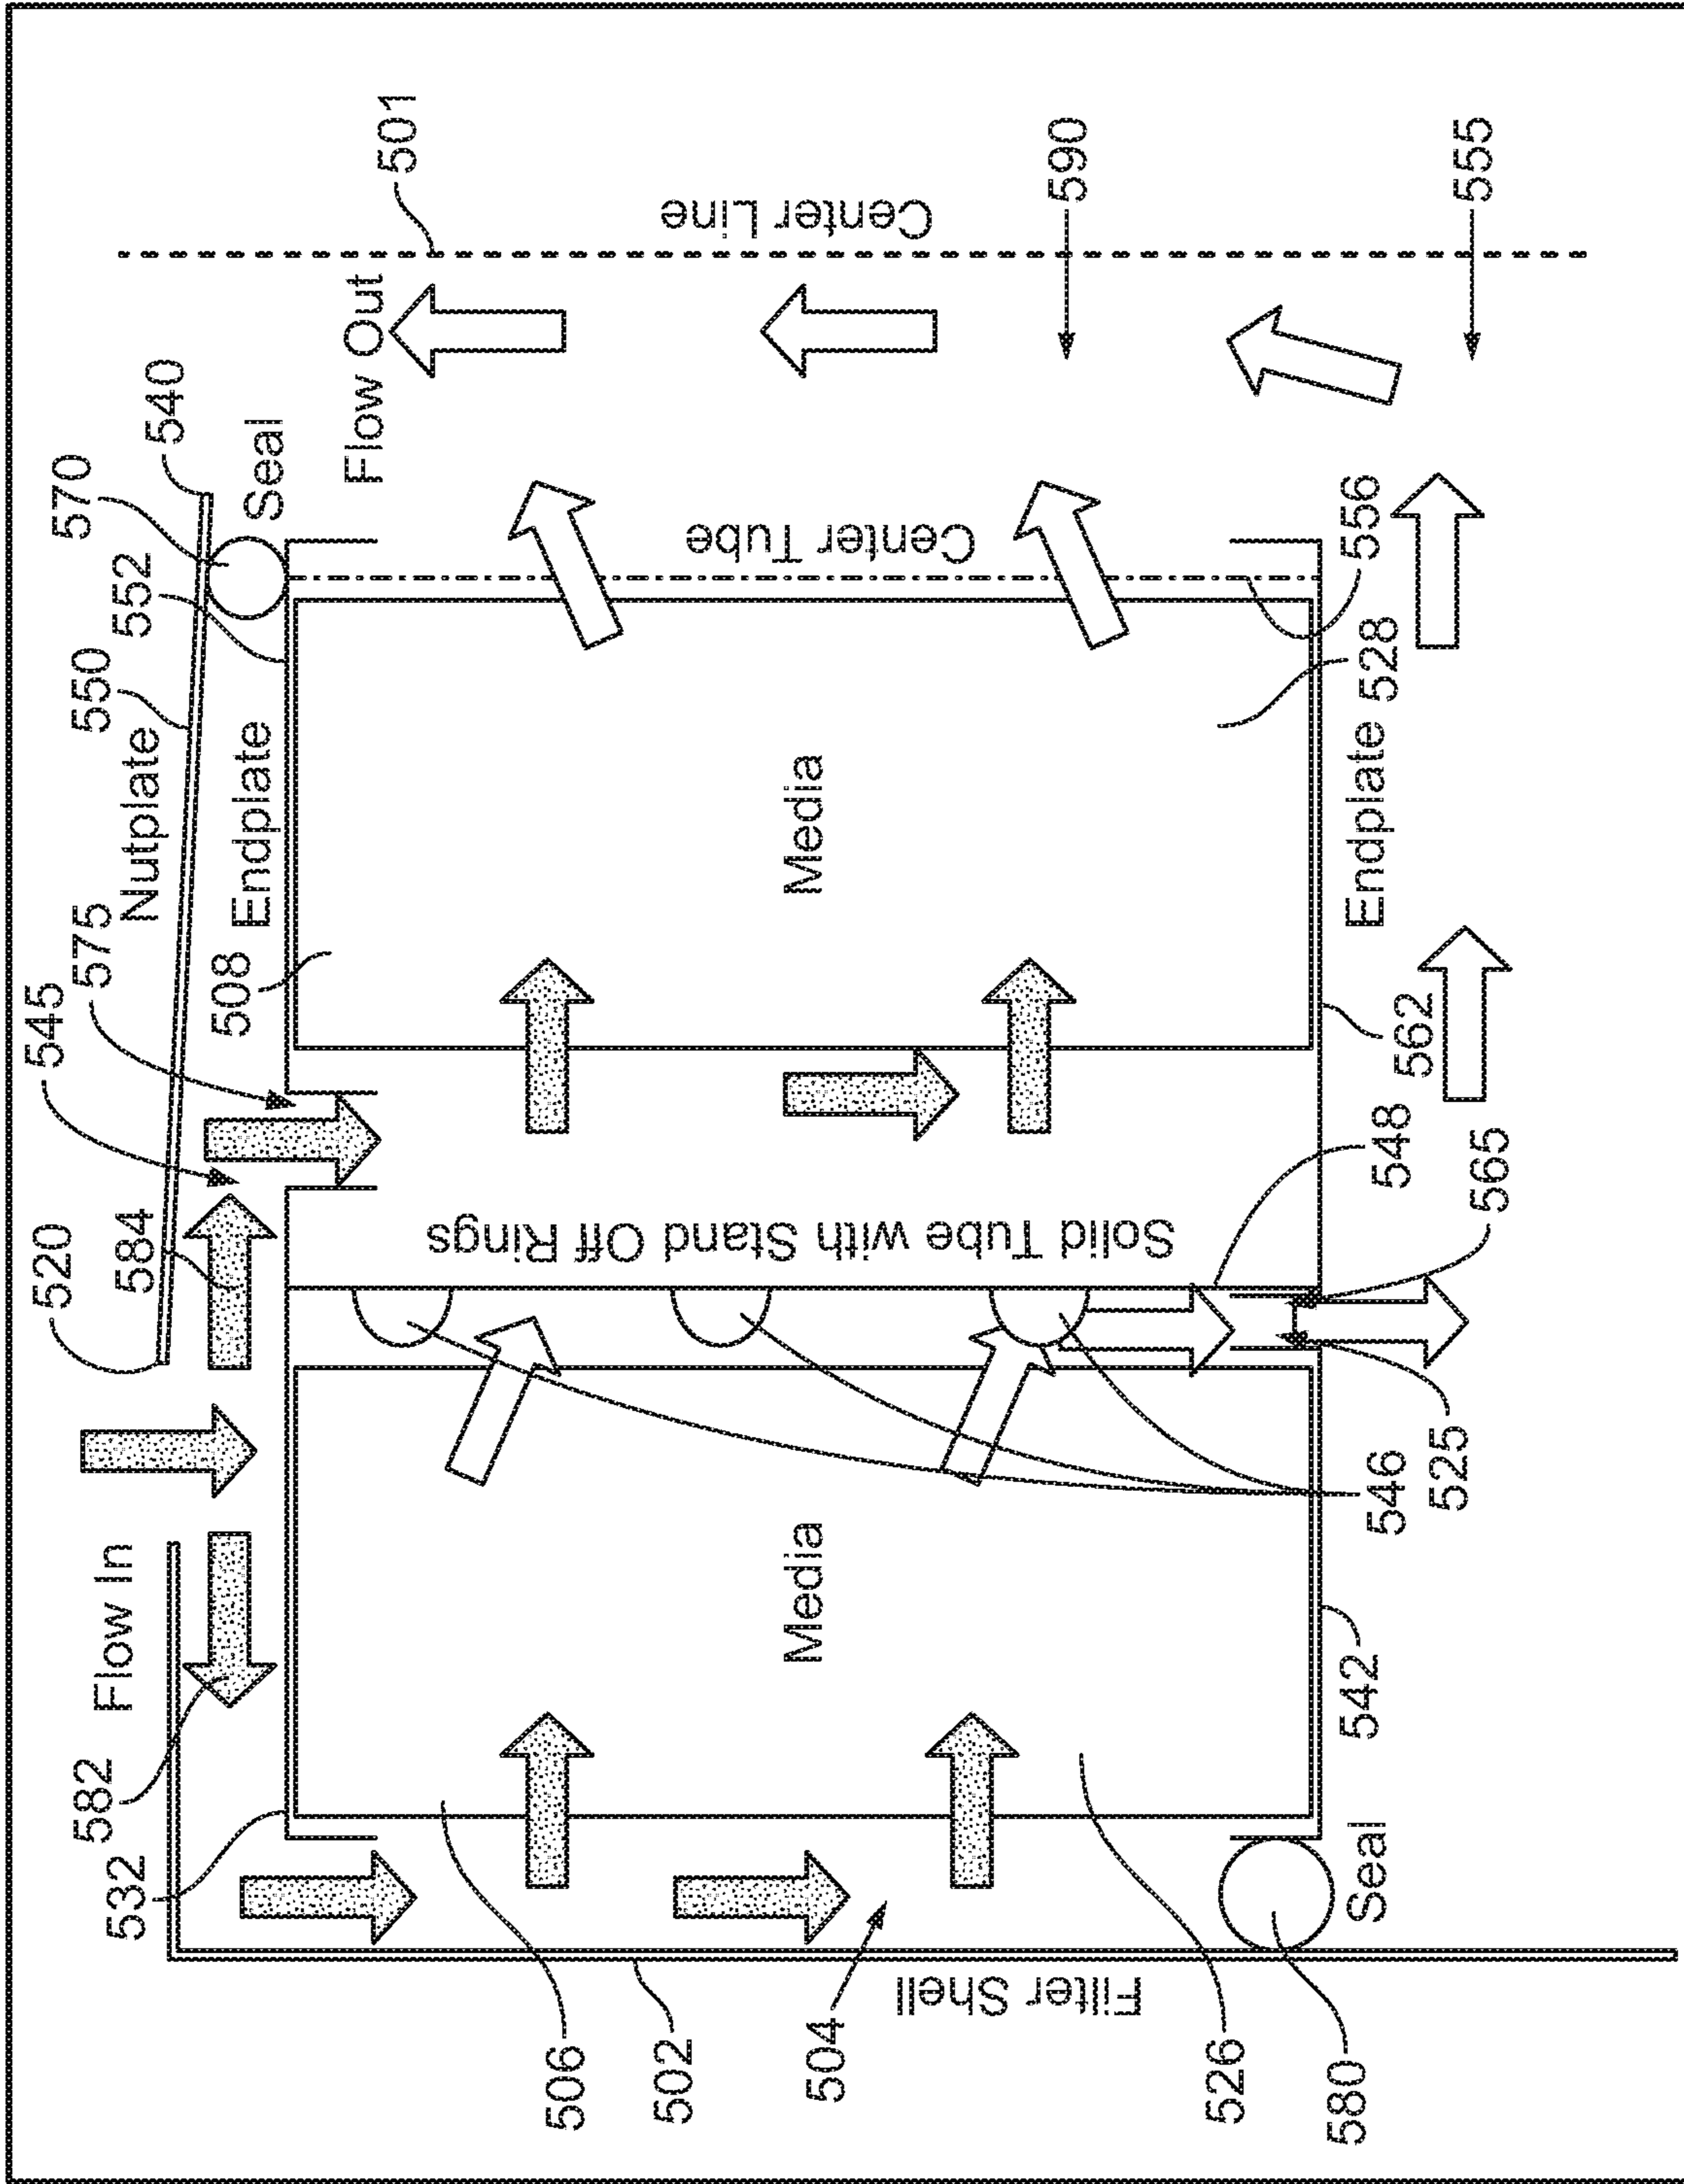 582
520
545
570
532
Flow In
584
575
550
552
Nutplate
540
508
Endplate
Seal
Flow Out
501
506
502
Filter Shell
504
Media
Solid Tube with Stand Off Rings
Media
Center Tube
Center Line
590
526
580
Seal
542
546
525
548
565
562
Endplate
528
556
555